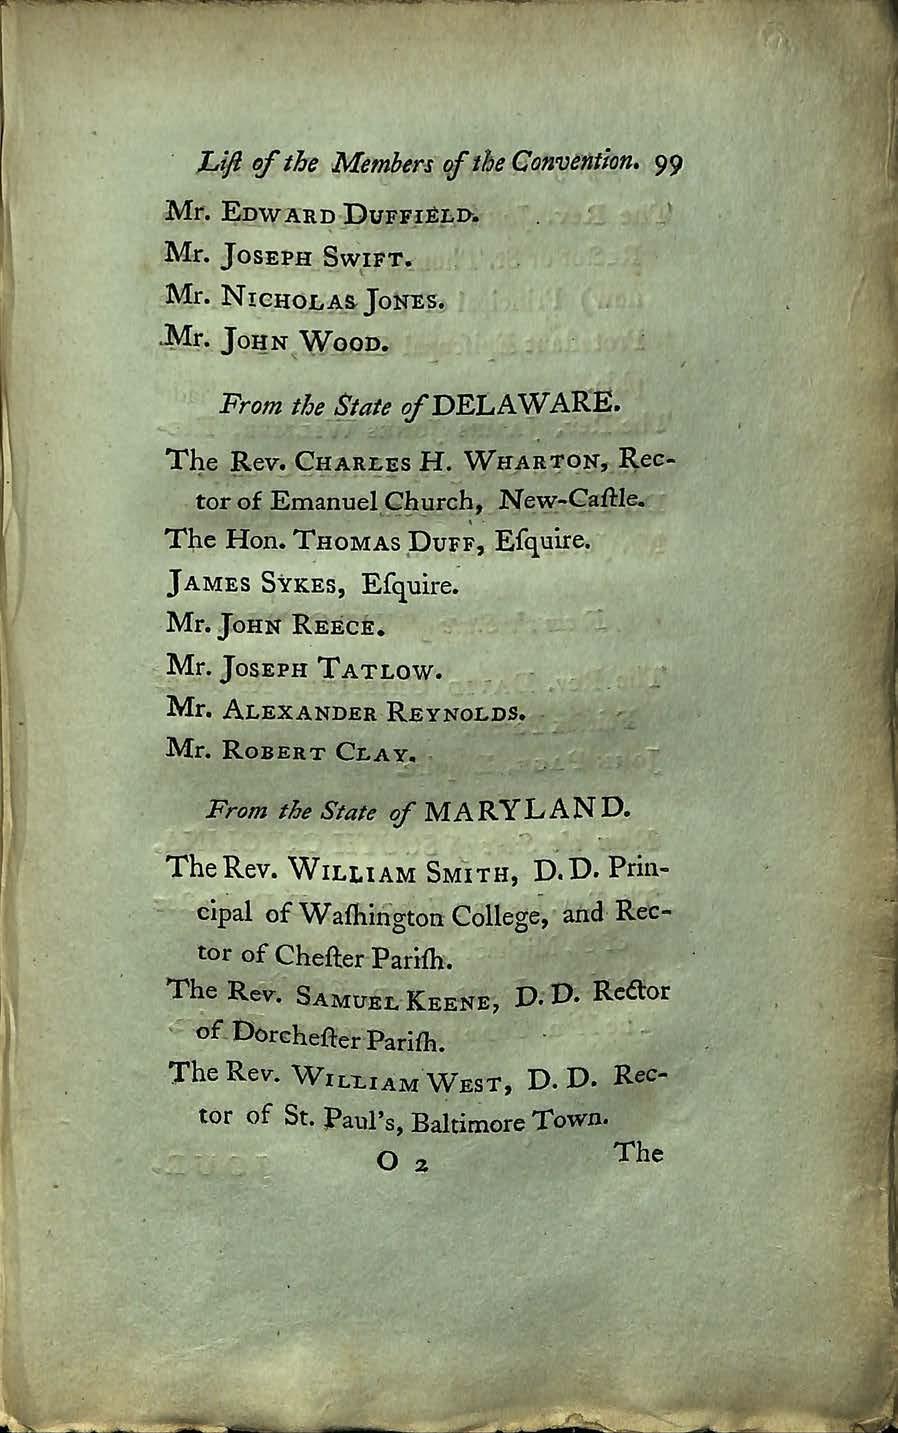 Liſt of the Members of the Convention. 99
Mr. EDWARD DUFFIELD.
Mr. JOSEPH SWIFT.
Mr. NICHOLAS JONES.
Mr. JOHN WOOD.
From the State of DELAWARE.
The Rev. CHARLES H. WHARTON, Rec-
tor of Emanuel Church, New-Caſtle.
The Hon. THOMAS DUFF, Eſquire.
JAMES SYKES, Eſquire.
Mr. JOHN REECE.
Mr. JOSEPH TATLOW.
Mr. ALEXANDER REYNOLDS.
Mr. ROBERT CLAY.
From the State of MARYLAND.
The Rev. WILLIAM SMITH, D. D. Prin-
cipal of Waſhington College, and Rec-
tor of Cheſter Pariſh.
The Rev. SAMUEL KEENE, D. D. Rector
of Dorcheſter Pariſh.
The Rev. WILLIAM WEST, D. D. Rec-
tor of St. Paul's, Baltimore Town.
O 2 The